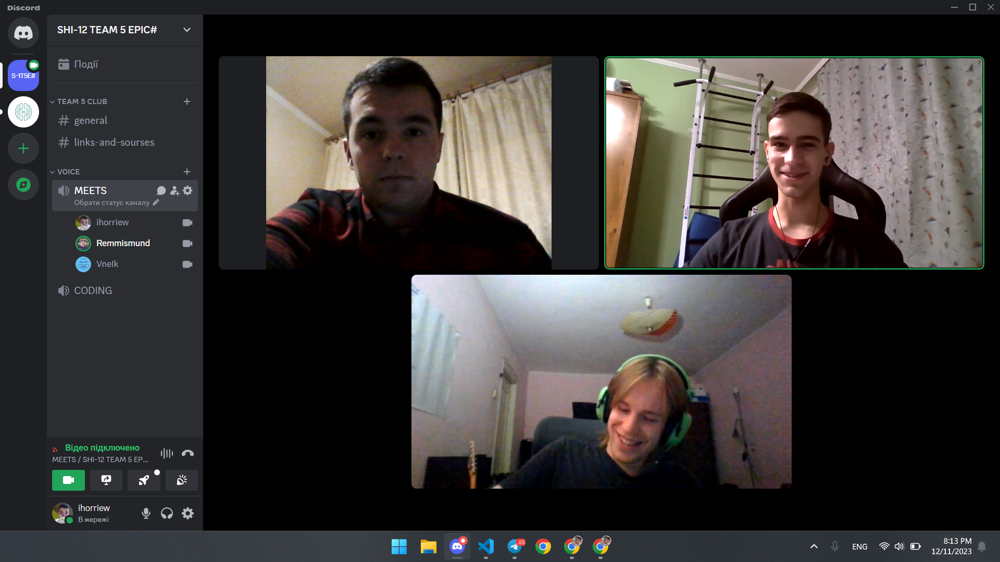 Discord
SHI-12 TEAM 5 EPIC#
S-1T5E#
AI
Події
TEAM 5 CLUB
general
links-and-sourses
VOICE
MEETS
Обрати статус каналу
ihorriew
Remmismund
Vnelk
CODING
Відео підключено
MEETS / SHI-12 TEAM 5 EP...
ihorriew
В мережі
.65
ENG
8:13 PM
12/11/2023